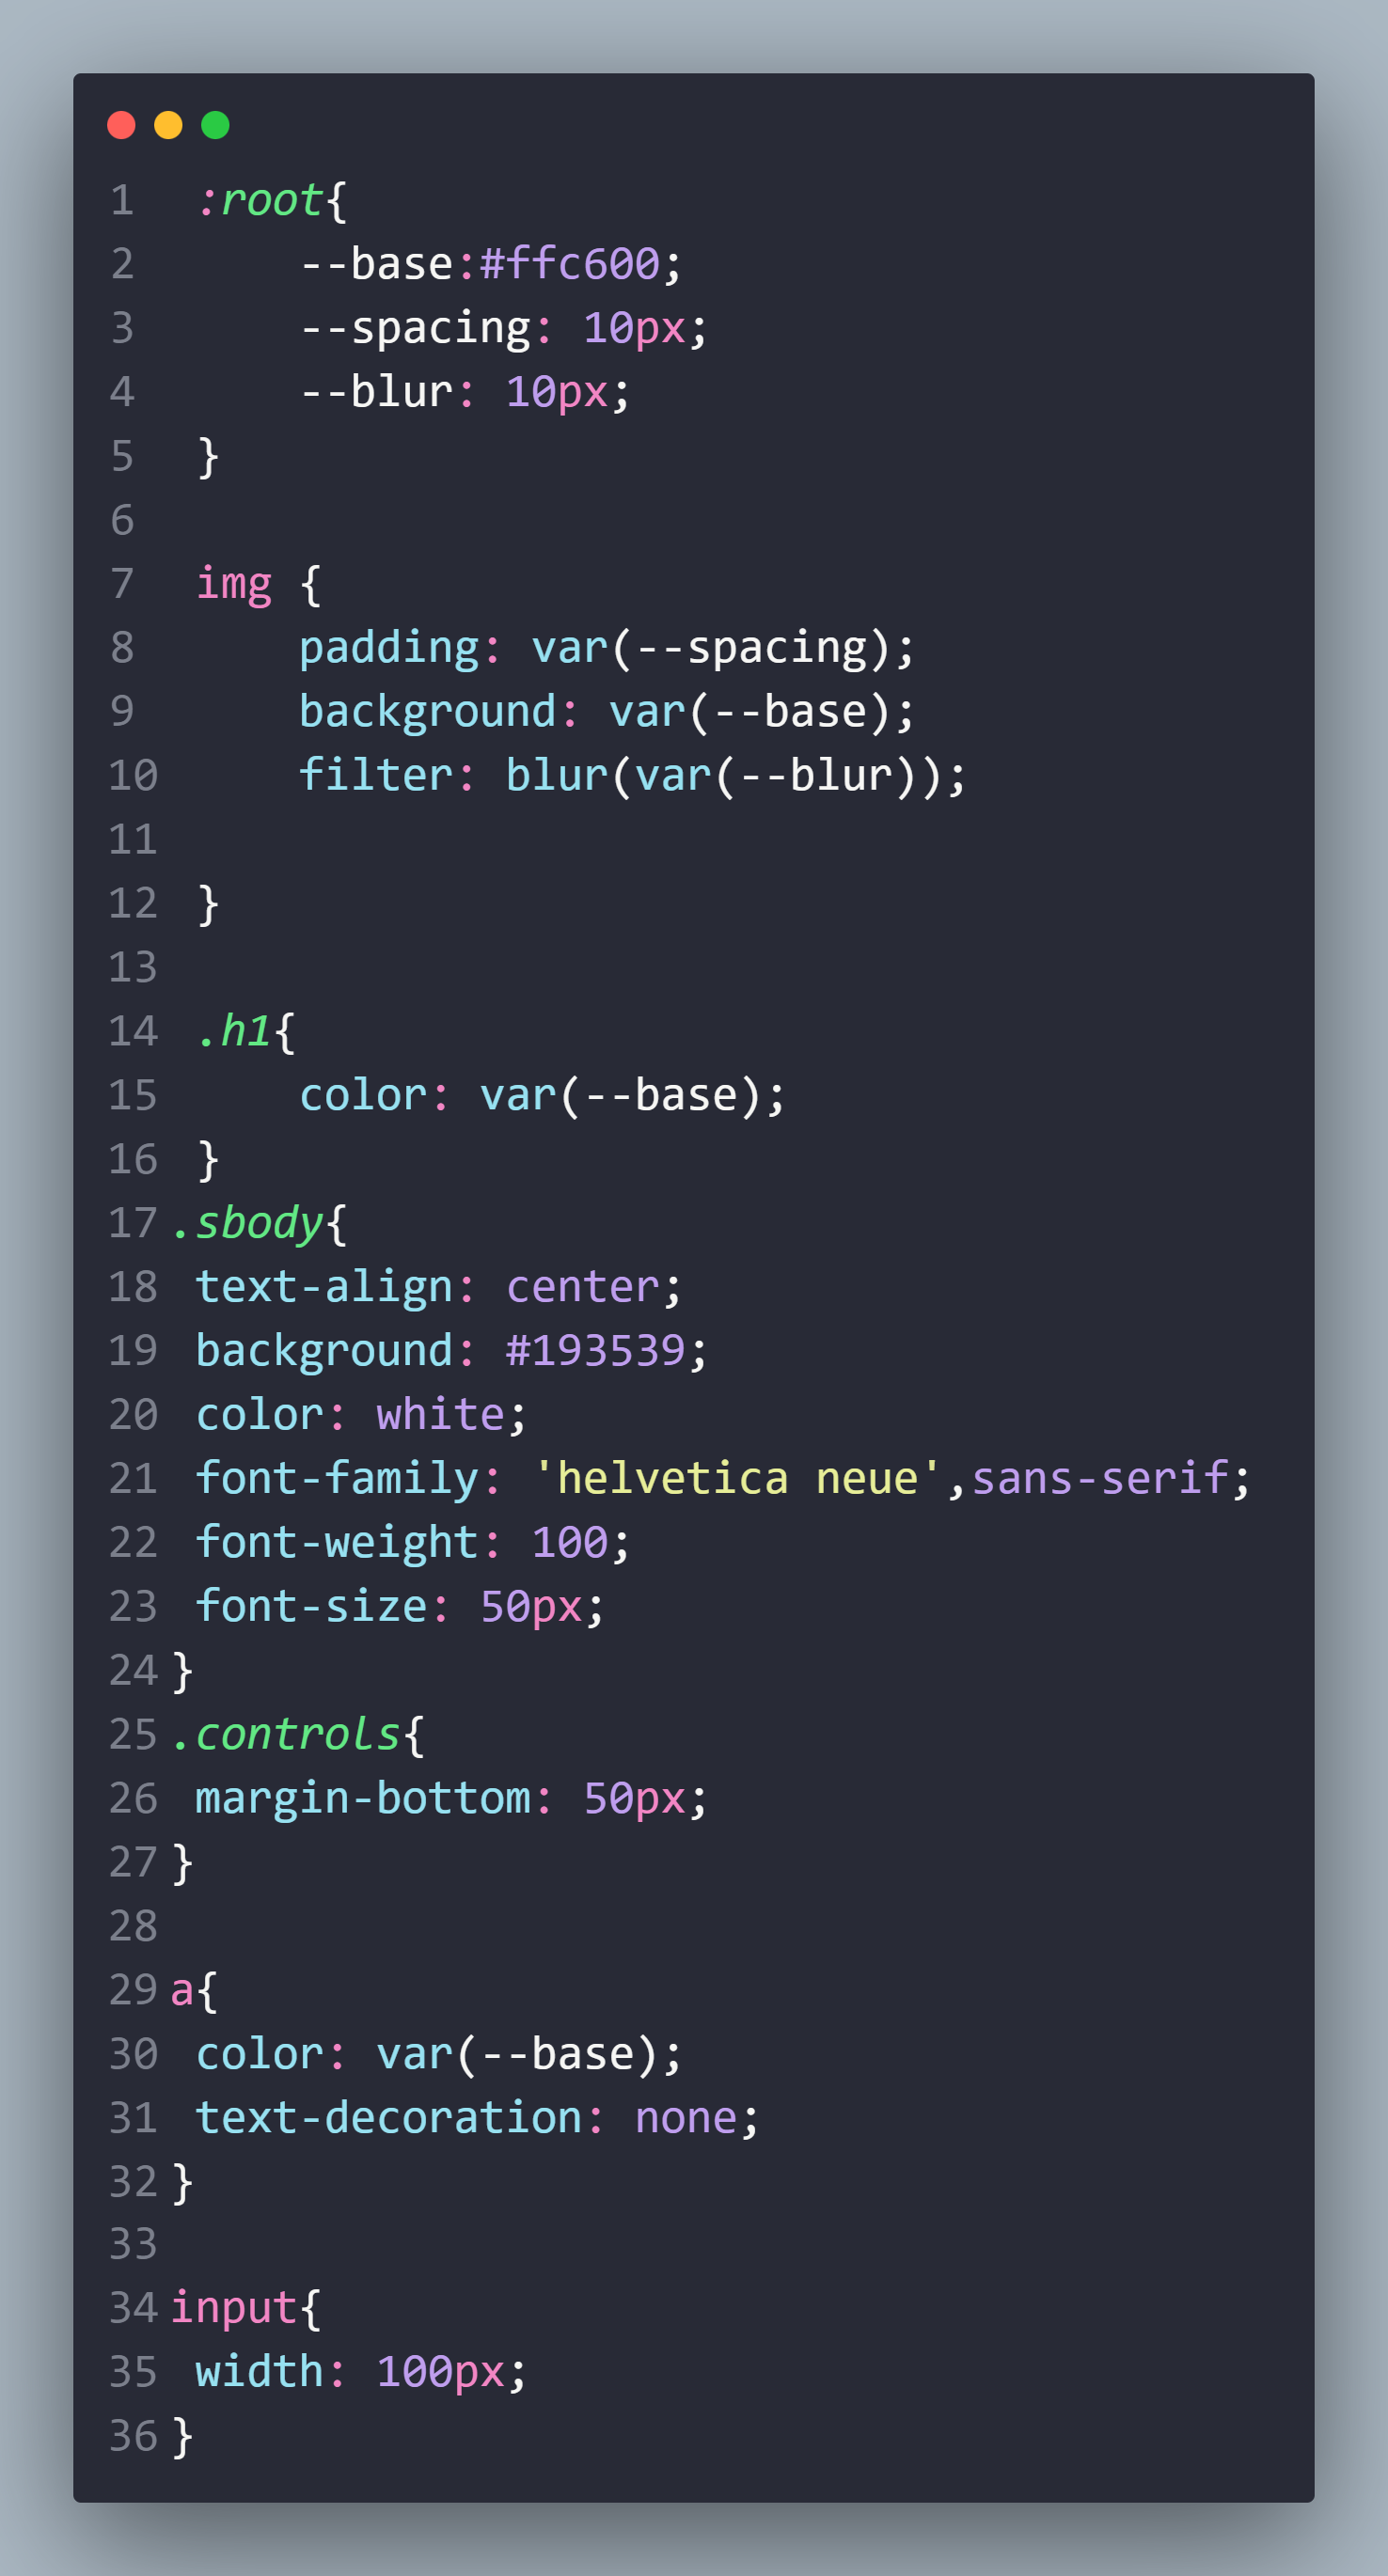 1 :root{
2     --base:#ffc600;
3     --spacing: 10px;
4     --blur: 10px;
5 }
6
7 img {
8     padding: var(--spacing);
9     background: var(--base);
10     filter: blur(var(--blur));
11
12 }
13
14 .h1{
15     color: var(--base);
16 }
17 .sbody{
18 text-align: center;
19 background: #193539;
20 color: white;
21 font-family: 'helvetica neue',sans-serif;
22 font-weight: 100;
23 font-size: 50px;
24 }
25 .controls{
26 margin-bottom: 50px;
27 }
28
29 a{
30 color: var(--base);
31 text-decoration: none;
32 }
33
34 input{
35 width: 100px;
36 }